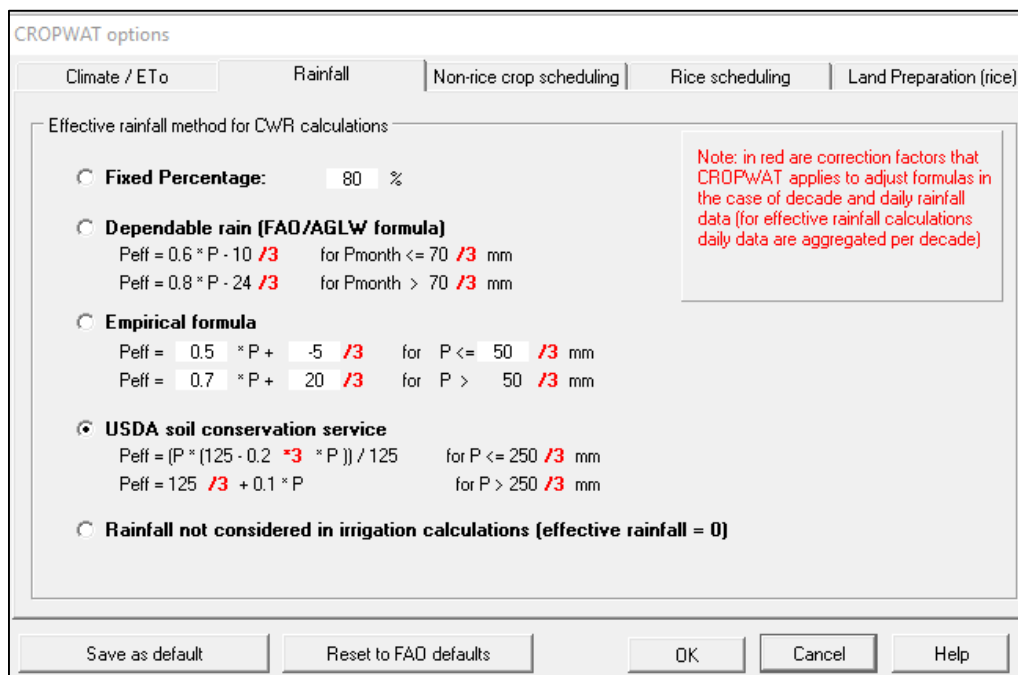 CROPWAT options
Climate / ETo
Rainfall
Non-rice crop scheduling
Rice scheduling
Land Preparation (rice)
Effective rainfall method for CWR calculations
Fixed Percentage: 80 %
Note: in red are correction factors that
CROPWAT applies to adjust formulas in
the case of decade and daily rainfall
data (for effective rainfall calculations
daily data are aggregated per decade)
Dependable rain (FAO/AGLW formula)
Peff = 0.6 * P - 10 /3 for Pmonth <= 70 /3 mm
Peff = 0.8 * P - 24 /3 for Pmonth > 70 /3 mm
Empirical formula
Peff = 0.5 * P + -5 /3 for P <= 50 /3 mm
Peff = 0.7 * P + 20 /3 for P > 50 /3 mm
USDA soil conservation service
Peff = (P * (125 - 0.2 *3 * P )) / 125 for P <= 250 /3 mm
Peff = 125 /3 + 0.1 * P for P > 250 /3 mm
Rainfall not considered in irrigation calculations (effective rainfall = 0)
Save as default
Reset to FAO defaults
OK
Cancel
Help